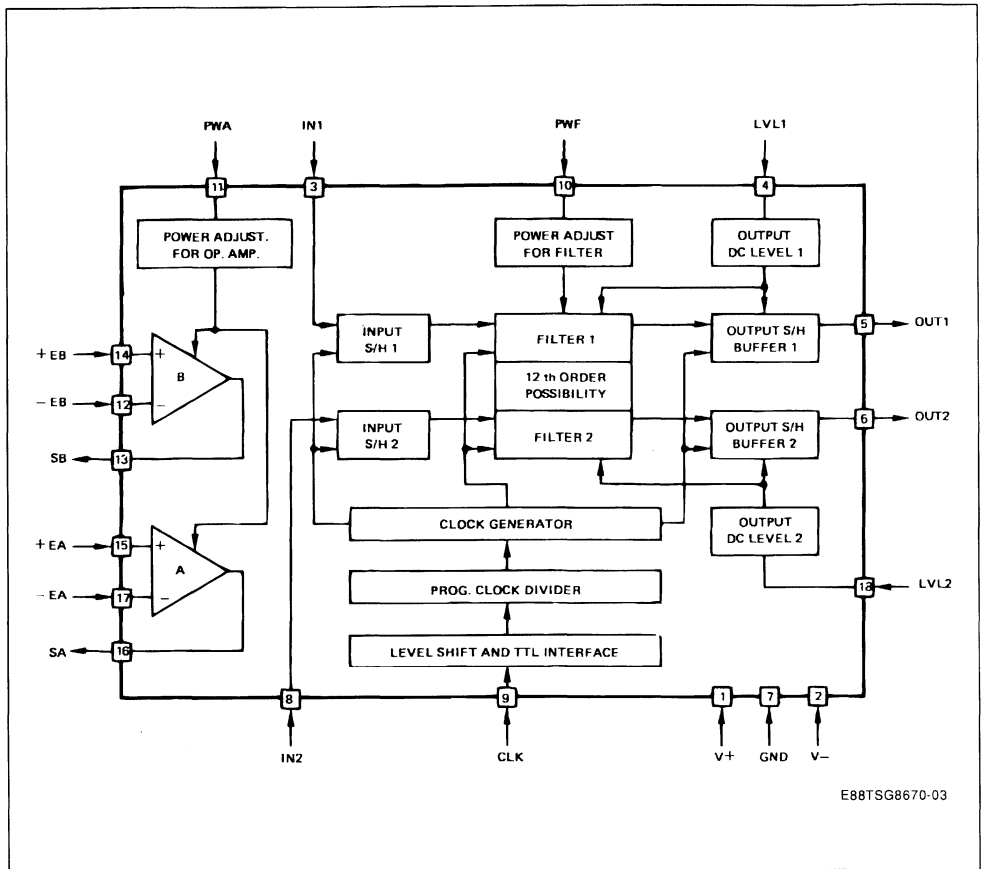 PWA
IN1
PWF
LVL1
11
3
10
4
POWER ADJUST.
FOR OP. AMP.
POWER ADJUST
FOR FILTER
OUTPUT
DC LEVEL 1
INPUT
S/H 1
FILTER 1
OUTPUT S/H
BUFFER 1
5
OUT1
12 th ORDER
POSSIBILITY
INPUT
S/H 2
FILTER 2
OUTPUT S/H
BUFFER 2
6
OUT2
+ EB
14
+
B
− EB
12
−
SB
13
CLOCK GENERATOR
OUTPUT
DC LEVEL 2
+ EA
15
+
A
− EA
17
−
PROG. CLOCK DIVIDER
18
LVL2
SA
16
LEVEL SHIFT AND TTL INTERFACE
8
9
1
7
2
IN2
CLK
V+
GND
V−
E88TSG8670-03